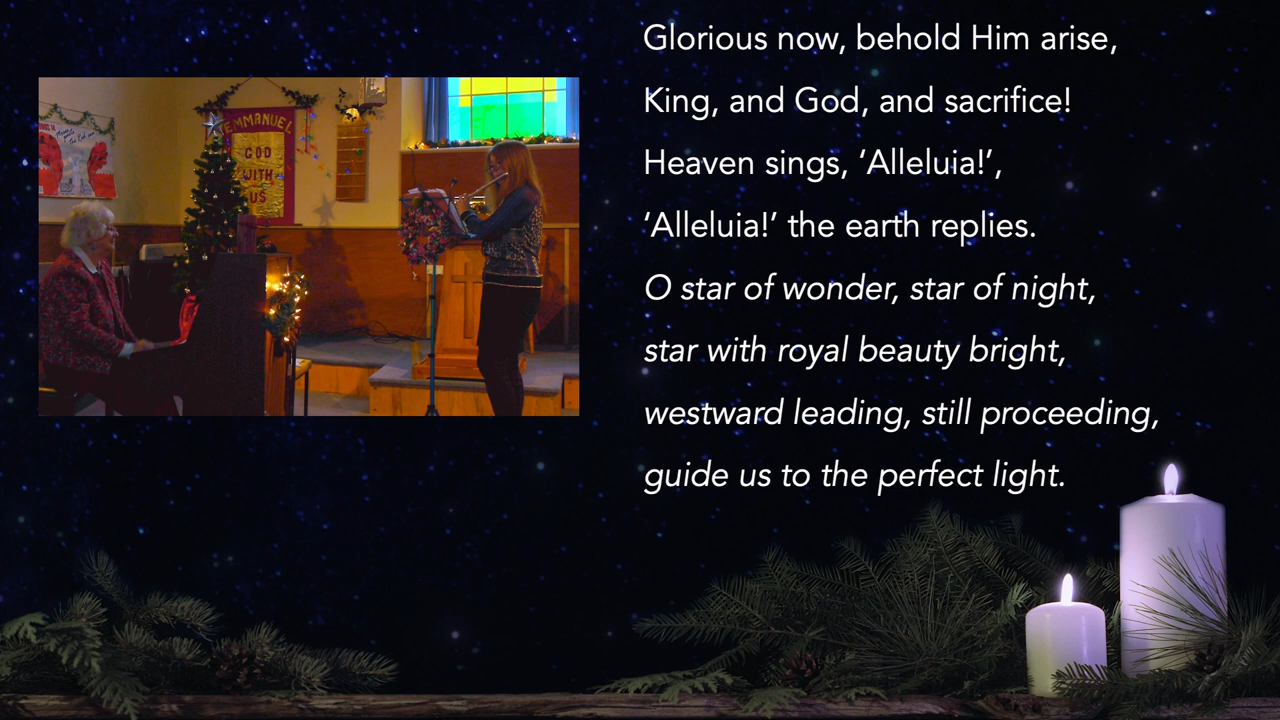 Glorious now, behold Him arise,
King, and God, and sacrifice!
Heaven sings, ‘Alleluia!’,
‘Alleluia!’ the earth replies.
O star of wonder, star of night,
star with royal beauty bright,
westward leading, still proceeding,
guide us to the perfect light.
EMMANUEL
GOD
WITH
US